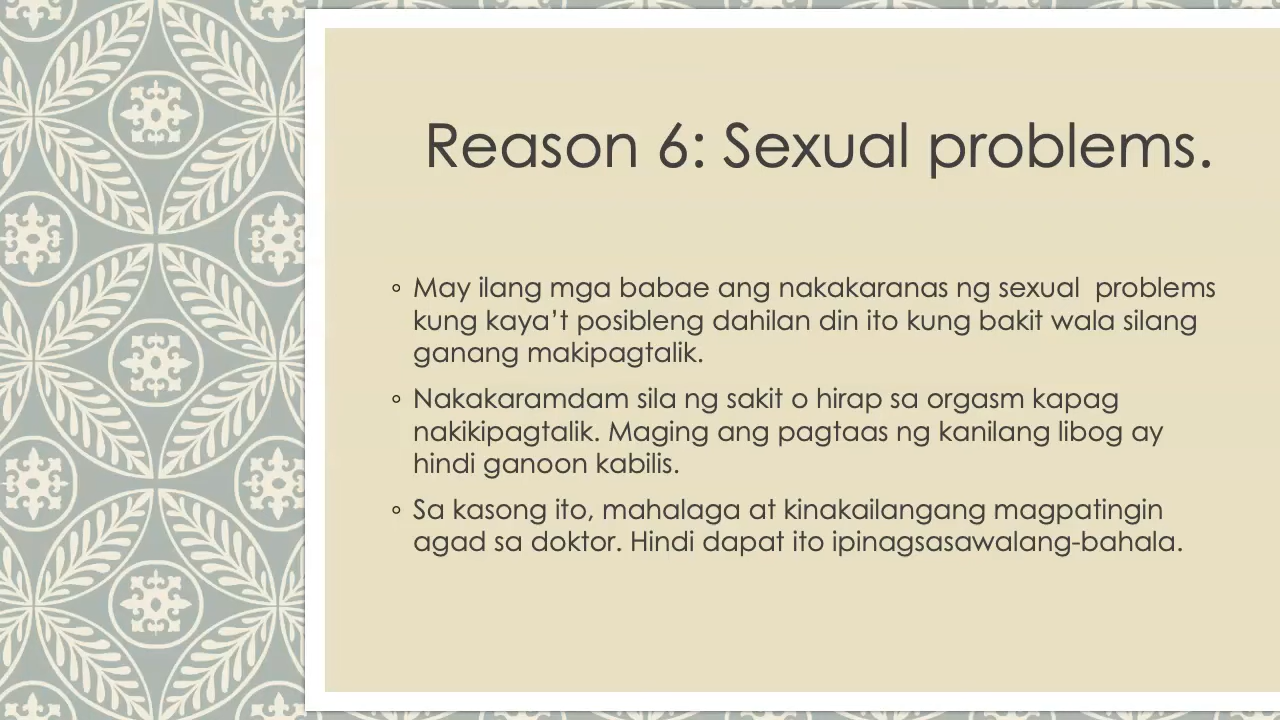 Reason 6: Sexual problems.
◦ May ilang mga babae ang nakakaranas ng sexual  problems
kung kaya’t posibleng dahilan din ito kung bakit wala silang
ganang makipagtalik.
◦ Nakakaramdam sila ng sakit o hirap sa orgasm kapag
nakikipagtalik. Maging ang pagtaas ng kanilang libog ay
hindi ganoon kabilis.
◦ Sa kasong ito, mahalaga at kinakailangang magpatingin
agad sa doktor. Hindi dapat ito ipinagsasawalang-bahala.